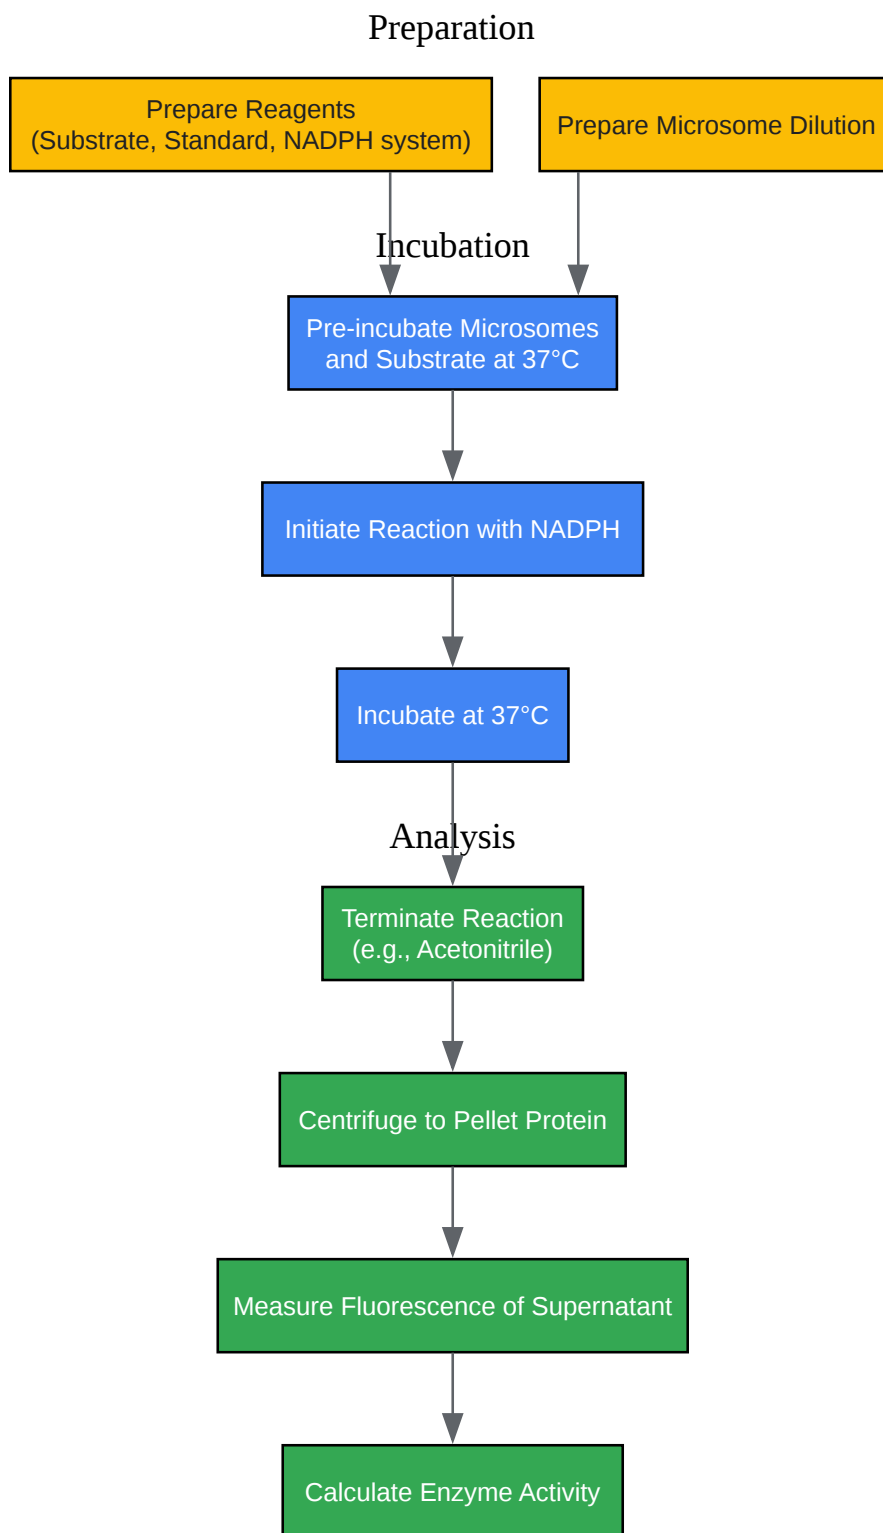 Preparation
Prepare Reagents
(Substrate, Standard, NADPH system)
Prepare Microsome Dilution
Incubation
Pre-incubate Microsomes
and Substrate at 37°C
Initiate Reaction with NADPH
Incubate at 37°C
Analysis
Terminate Reaction
(e.g., Acetonitrile)
Centrifuge to Pellet Protein
Measure Fluorescence of Supernatant
Calculate Enzyme Activity